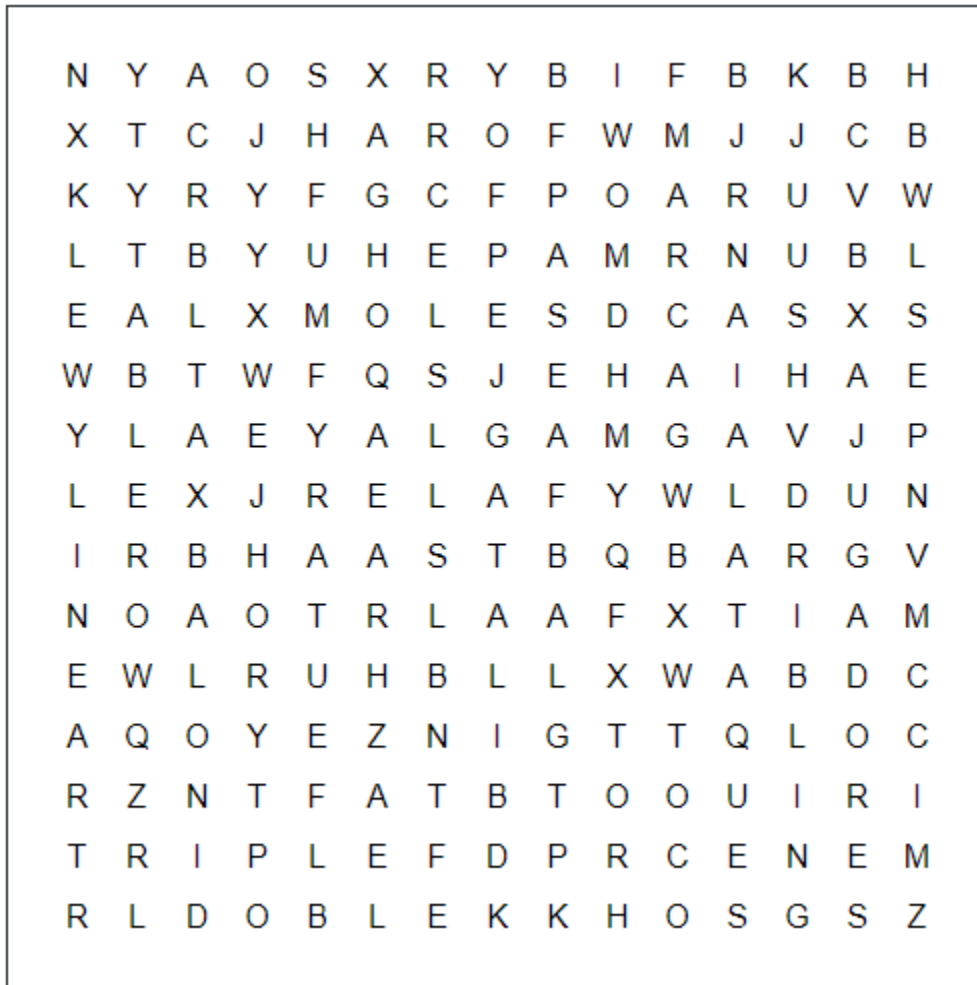 N Y A O S X R Y B I F B K B H
X T C J H A R O F W M J J C B
K Y R Y F G C F P O A R U V W
L T B Y U H E P A M R N U B L
E A L X M O L E S D C A S X S
W B T W F Q S J E H A I H A E
Y L A E Y A L G A M G A V J P
L E X J R E L A F Y W L D U N
I R B H A A S T B Q B A R G V
N O A O T R L A A F X T I A M
E W L R U H B L L X W A B D C
A Q O Y E Z N I G T T Q L O C
R Z N T F A T B T O O U I R I
T R I P L E F D P R C E N E M
R L D O B L E K K H O S G S Z